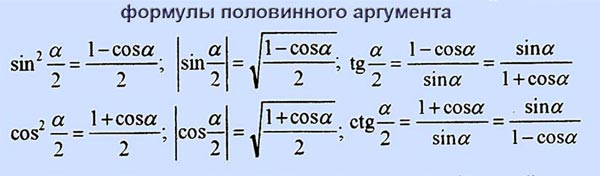 формулы половинного аргумента
sin² α/2 = (1−cosα)/2; |sin α/2| = √((1−cosα)/2); tg α/2 = (1−cosα)/sinα = sinα/(1+cosα)
cos² α/2 = (1+cosα)/2; |cos α/2| = √((1+cosα)/2); ctg α/2 = (1+cosα)/sinα = sinα/(1−cosα)